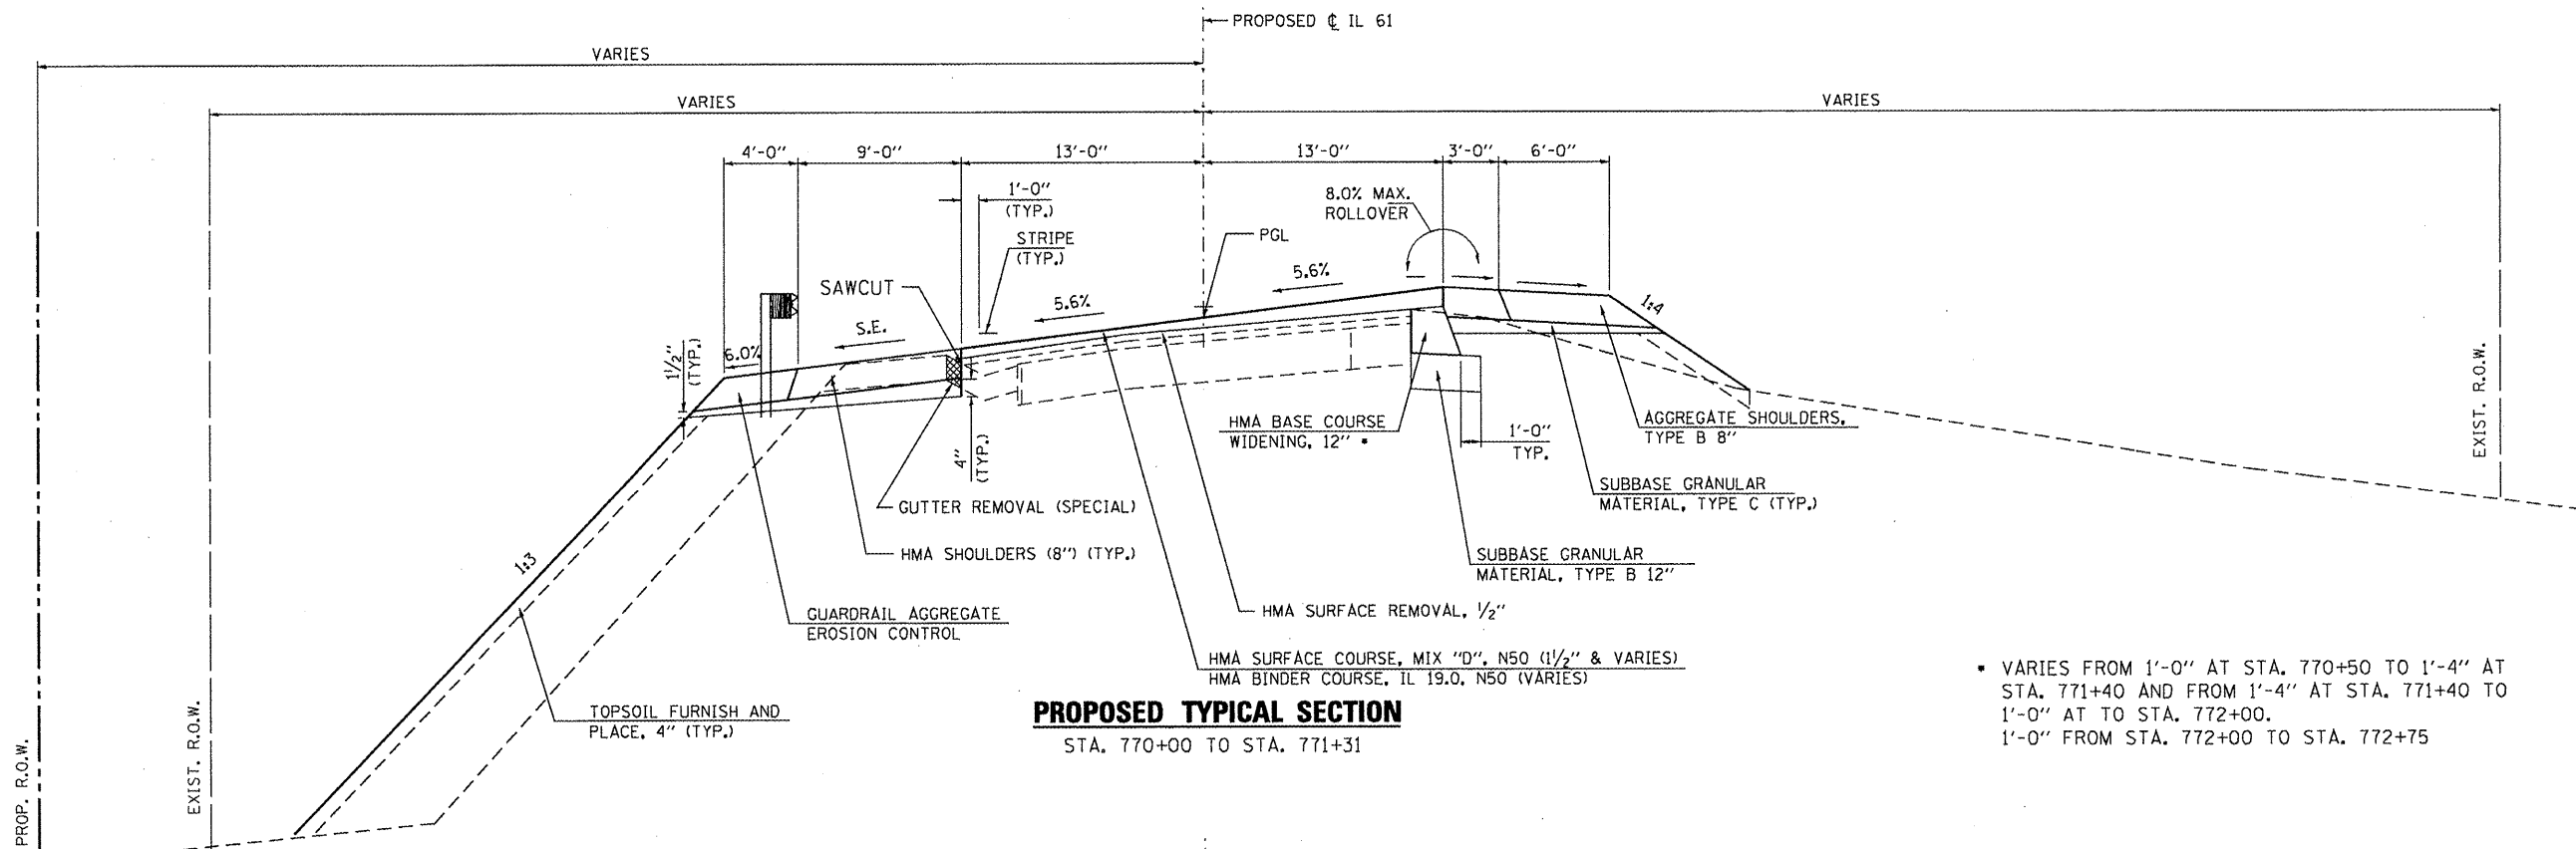 PROPOSED ℄ IL 61
VARIES
VARIES
VARIES
4'-0" 9'-0" 13'-0" 13'-0" 3'-0" 6'-0"
1'-0"
(TYP.)
8.0% MAX.
ROLLOVER
STRIPE
(TYP.)
PGL
SAWCUT
5.6%
5.6%
S.E.
6.0%
1:4
1½"
(TYP.)
4"
(TYP.)
HMA BASE COURSE
WIDENING, 12" *
1'-0"
TYP.
AGGREGATE SHOULDERS,
TYPE B 8"
SUBBASE GRANULAR
MATERIAL, TYPE C (TYP.)
GUTTER REMOVAL (SPECIAL)
HMA SHOULDERS (8") (TYP.)
SUBBASE GRANULAR
MATERIAL, TYPE B 12"
1:3
GUARDRAIL AGGREGATE
EROSION CONTROL
HMA SURFACE REMOVAL, ½"
HMA SURFACE COURSE, MIX "D", N50 (1½" & VARIES)
HMA BINDER COURSE, IL 19.0, N50 (VARIES)
TOPSOIL FURNISH AND
PLACE, 4" (TYP.)
PROP. R.O.W.
EXIST. R.O.W.
EXIST. R.O.W.
PROPOSED TYPICAL SECTION
STA. 770+00 TO STA. 771+31
* VARIES FROM 1'-0" AT STA. 770+50 TO 1'-4" AT
STA. 771+40 AND FROM 1'-4" AT STA. 771+40 TO
1'-0" AT TO STA. 772+00.
1'-0" FROM STA. 772+00 TO STA. 772+75